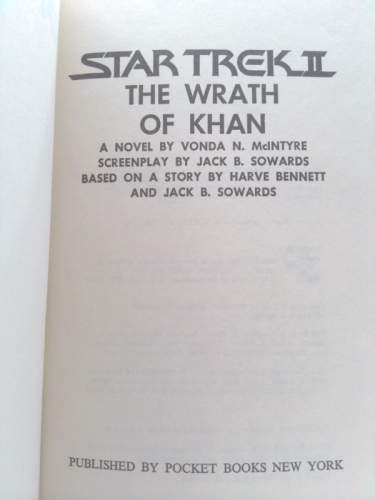 STAR TREK II
THE WRATH
OF KHAN
A NOVEL BY VONDA N. McINTYRE
SCREENPLAY BY JACK B. SOWARDS
BASED ON A STORY BY HARVE BENNETT
AND JACK B. SOWARDS
PUBLISHED BY POCKET BOOKS NEW YORK